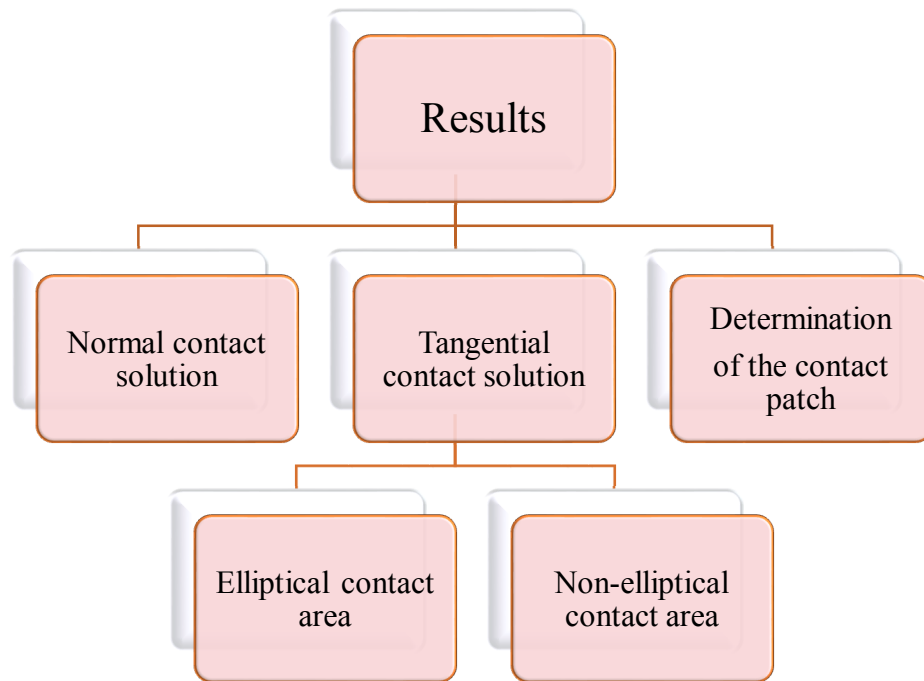 Results
Normal contact
solution
Tangential
contact solution
Determination
of the contact
patch
Elliptical contact
area
Non-elliptical
contact area